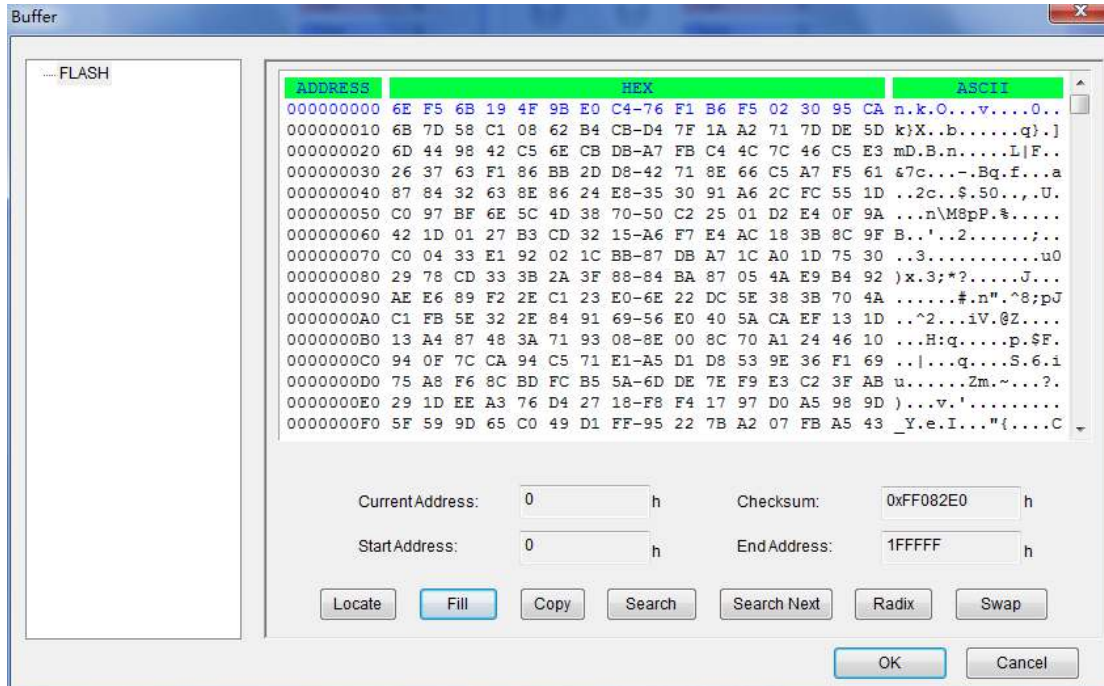 Buffer
FLASH
ADDRESS HEX ASCII
000000000 6E F5 6B 19 4F 9B E0 C4-76 F1 B6 F5 02 30 95 CA n.k.O...v....0..
000000010 6B 7D 58 C1 08 62 B4 CB-D4 7F 1A A2 71 7D DE 5D k}X..b......q}.]
000000020 6D 44 98 42 C5 6E CB DB-A7 FB C4 4C 7C 46 C5 E3 mD.B.n.....L|F..
000000030 26 37 63 F1 86 BB 2D D8-42 71 8E 66 C5 A7 F5 61 &7c...-.Bq.f...a
000000040 87 84 32 63 8E 86 24 E8-35 30 91 A6 2C FC 55 1D ..2c..$.50..,.U.
000000050 C0 97 BF 6E 5C 4D 38 70-50 C2 25 01 D2 E4 0F 9A ...n\M8pP.%.....
000000060 42 1D 01 27 B3 CD 32 15-A6 F7 E4 AC 18 3B 8C 9F B..'..2......;..
000000070 C0 04 33 E1 92 02 1C BB-87 DB A7 1C A0 1D 75 30 ..3...........u0
000000080 29 78 CD 33 3B 2A 3F 88-84 BA 87 05 4A E9 B4 92 )x.3;*?.....J...
000000090 AE E6 89 F2 2E C1 23 E0-6E 22 DC 5E 38 3B 70 4A ......#.n".^8;pJ
0000000A0 C1 FB 5E 32 2E 84 91 69-56 E0 40 5A CA EF 13 1D ..^2...iV.@Z....
0000000B0 13 A4 87 48 3A 71 93 08-8E 00 8C 70 A1 24 46 10 ...H:q.....p.$F.
0000000C0 94 0F 7C CA 94 C5 71 E1-A5 D1 D8 53 9E 36 F1 69 ..|...q....S.6.i
0000000D0 75 A8 F6 8C BD FC B5 5A-6D DE 7E F9 E3 C2 3F AB u......Zm.~...?.
0000000E0 29 1D EE A3 76 D4 27 18-F8 F4 17 97 D0 A5 98 9D )...v.'.........
0000000F0 5F 59 9D 65 C0 49 D1 FF-95 22 7B A2 07 FB A5 43 _Y.e.I..."{....C
Current Address: 0 h Checksum: 0xFF082E0 h
Start Address: 0 h End Address: 1FFFFF h
Locate Fill Copy Search Search Next Radix Swap
OK Cancel